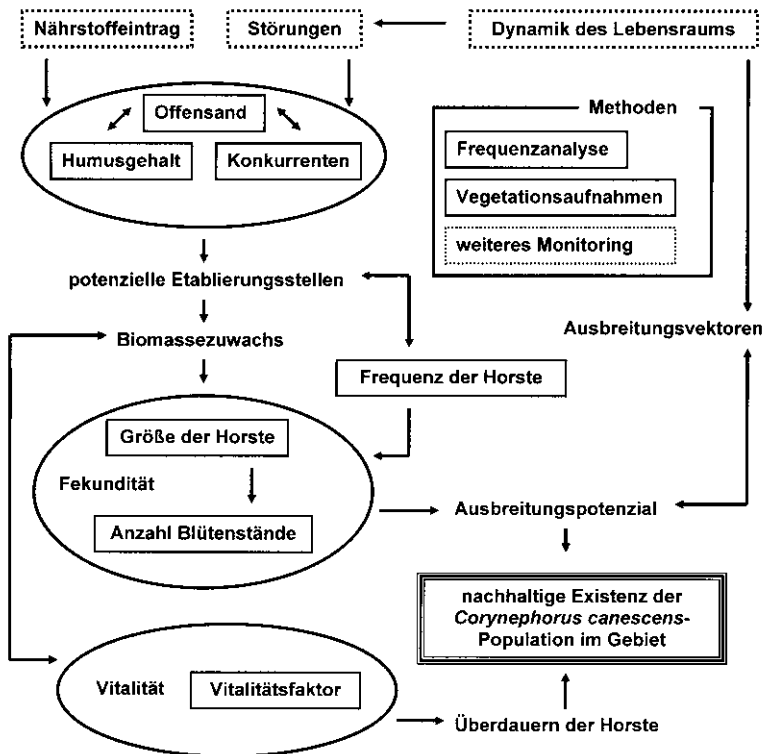 Nährstoffeintrag
Störungen
Dynamik des Lebensraums
Offensand
Humusgehalt
Konkurrenten
Methoden
Frequenzanalyse
Vegetationsaufnahmen
weiteres Monitoring
potenzielle Etablierungsstellen
Biomassezuwachs
Ausbreitungsvektoren
Frequenz der Horste
Größe der Horste
Fekundität
Anzahl Blütenstände
Ausbreitungspotenzial
nachhaltige Existenz der
Corynephorus canescens-
Population im Gebiet
Vitalität
Vitalitätsfaktor
Überdauern der Horste